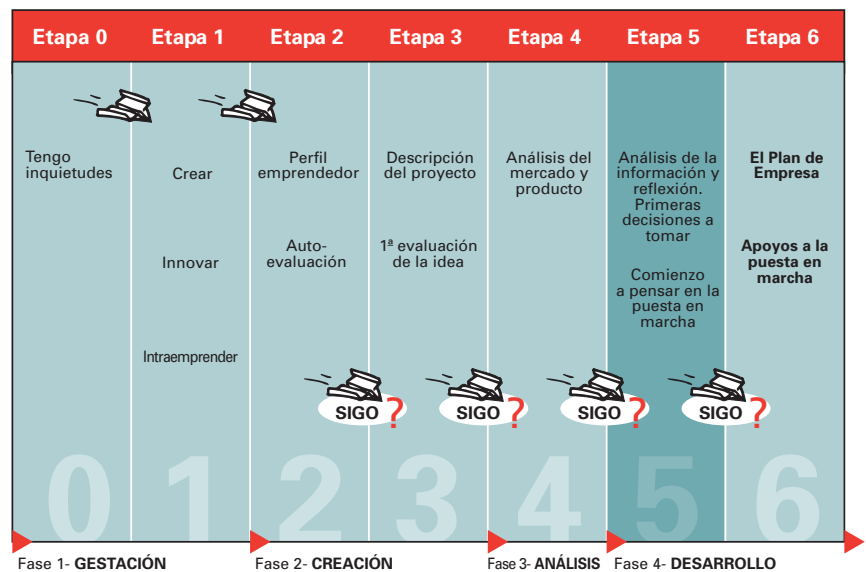 Etapa 0
Etapa 1
Etapa 2
Etapa 3
Etapa 4
Etapa 5
Etapa 6
Tengo
inquietudes
Crear
Innovar
Intraemprender
Perfil
emprendedor
Auto-
evaluación
Descripción
del proyecto
1ª evaluación
de la idea
Análisis del
mercado y
producto
Análisis de la
información y
reflexión.
Primeras
decisiones a
tomar
Comienzo
a pensar en la
puesta en
marcha
El Plan de
Empresa
Apoyos a la
puesta en
marcha
SIGO ?
SIGO ?
SIGO ?
SIGO ?
0
1
2
3
4
5
6
Fase 1- GESTACIÓN
Fase 2- CREACIÓN
Fase 3- ANÁLISIS
Fase 4- DESARROLLO